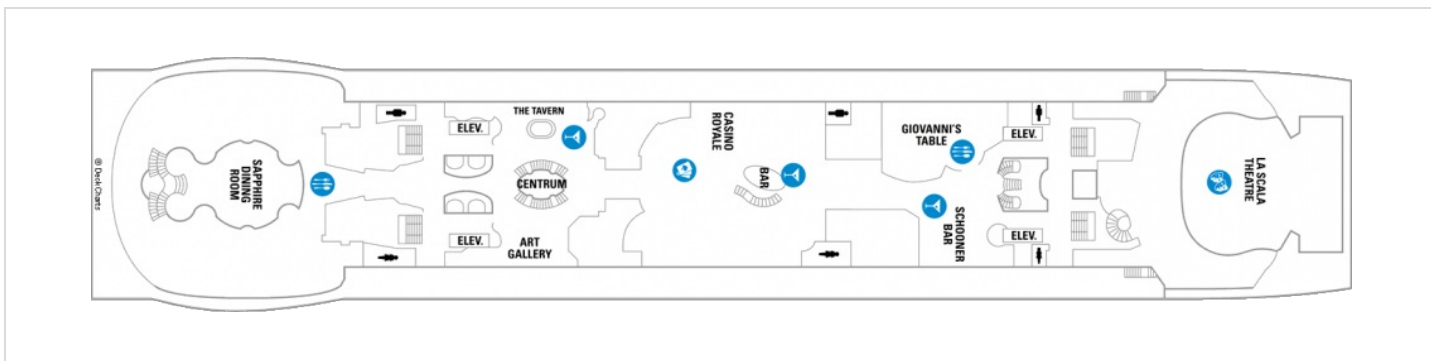 ® Deck Charts
SAPPHIRE
DINING
ROOM
ELEV.
ELEV.
THE TAVERN
CENTRUM
ART
GALLERY
CASINO
ROYALE
BAR
GIOVANNI'S
TABLE
SCHOONER
BAR
ELEV.
ELEV.
LA SCALA
THEATRE